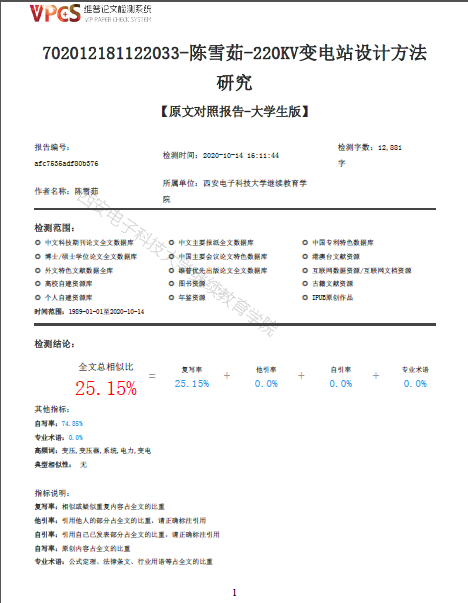 VPCS 维普论文检测系统
VIP PAPER CHECK SYSTEM
702012181122033-陈雪茹-220KV变电站设计方法
研究
【原文对照报告-大学生版】
报告编号：
afc7636adf80b376
检测时间：2020-10-14 16:11:44
检测字数：12,881
字
作者名称：陈雪茹
所属单位：西安电子科技大学继续教育学
院
检测范围：
中文科技期刊论文全文数据库
中文主要报纸全文数据库
中国专利特色数据库
博士/硕士学位论文全文数据库
中国主要会议论文特色数据库
港澳台文献资源
外文特色文献数据全库
维普优先出版论文全文数据库
互联网数据资源/互联网文档资源
高校自建资源库
图书资源
古籍文献资源
个人自建资源库
年鉴资源
IPUB原创作品
时间范围：1989-01-01至2020-10-14
西安电子科技大学继续教育学院
检测结论：
全文总相似比
25.15%
=
复写率
25.15%
+
他引率
0.0%
+
自引率
0.0%
+
专业术语
0.0%
其他指标：
自写率：74.85%
专业术语：0.0%
高频词：变压,变压器,系统,电力,变电
典型相似性：无
指标说明：
复写率：相似或疑似重复内容占全文的比重
他引率：引用他人的部分占全文的比重，请正确标注引用
自引率：引用自己已发表部分占全文的比重，请正确标注引用
自写率：原创内容占全文的比重
专业术语：公式定理、法律条文、行业用语等占全文的比重
1